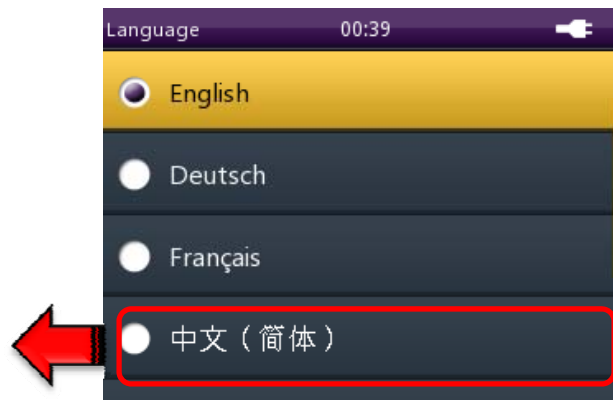 Language 00:39
English
Deutsch
Français
中文（简体）